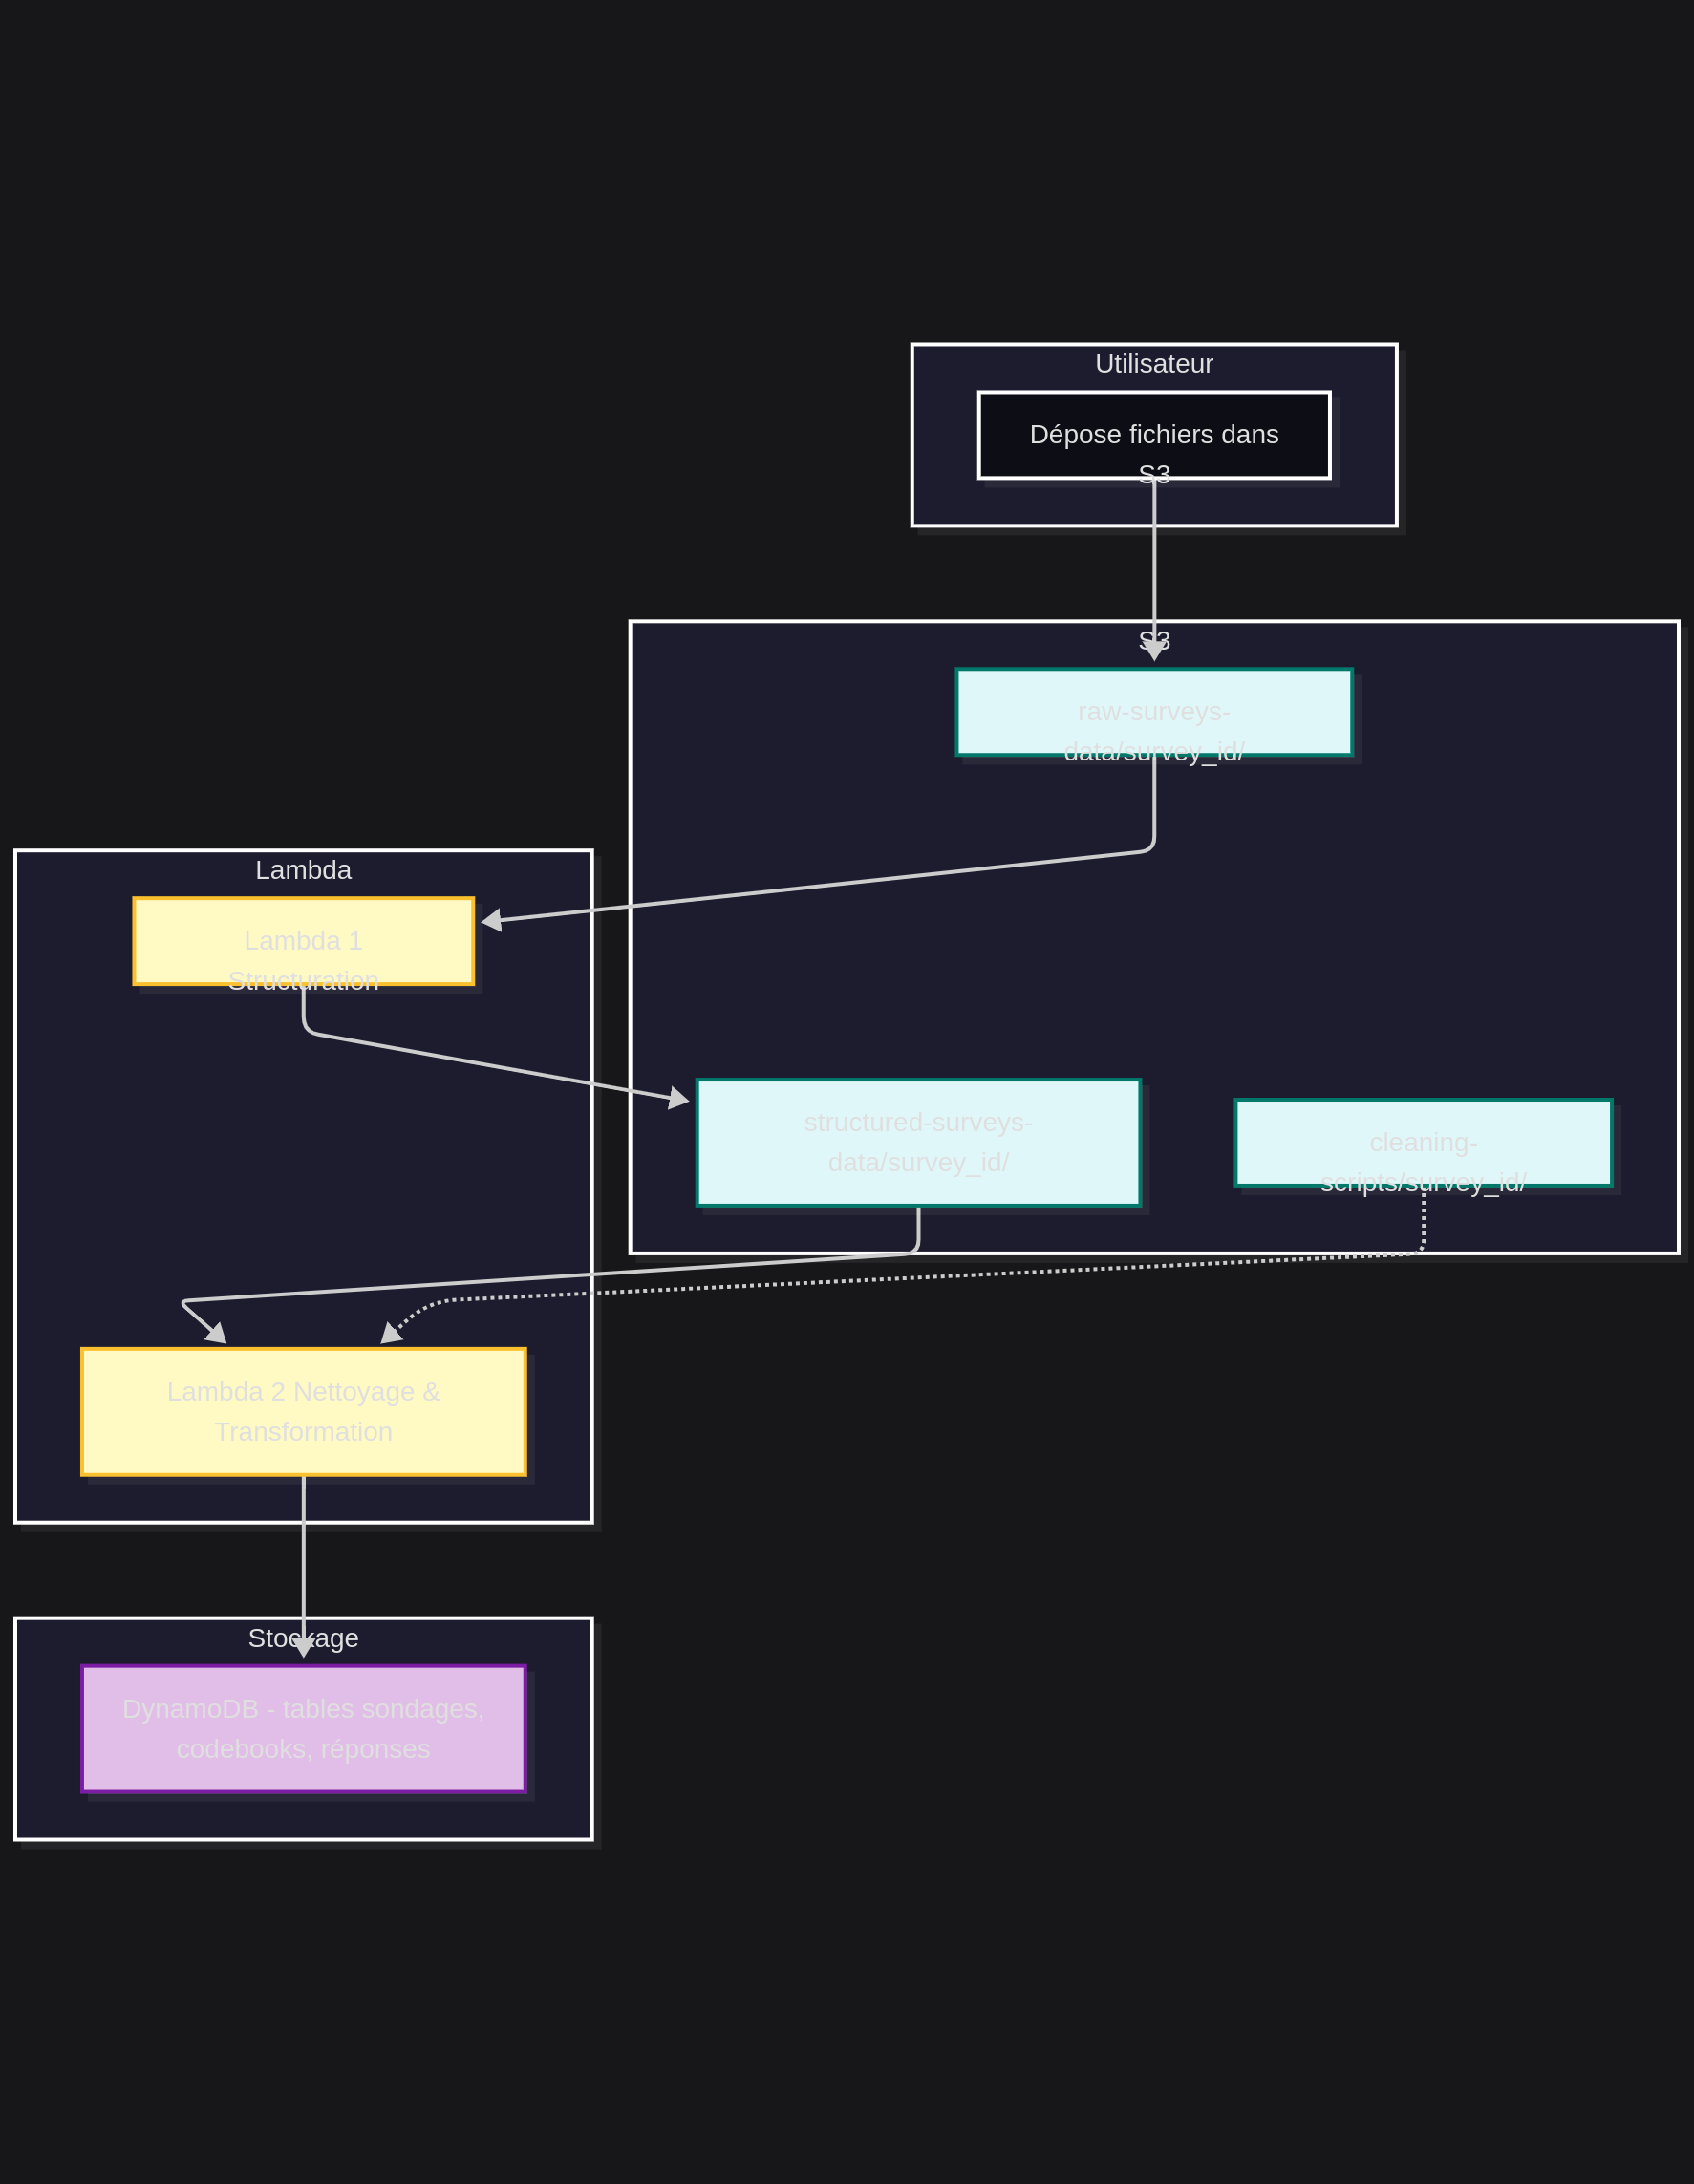 Utilisateur
Dépose fichiers dans
S3
S3
raw-surveys-
data/survey_id/
Lambda
Lambda 1
Structuration
structured-surveys-
data/survey_id/
cleaning-
scripts/survey_id/
Lambda 2 Nettoyage &
Transformation
Stockage
DynamoDB - tables sondages,
codebooks, réponses